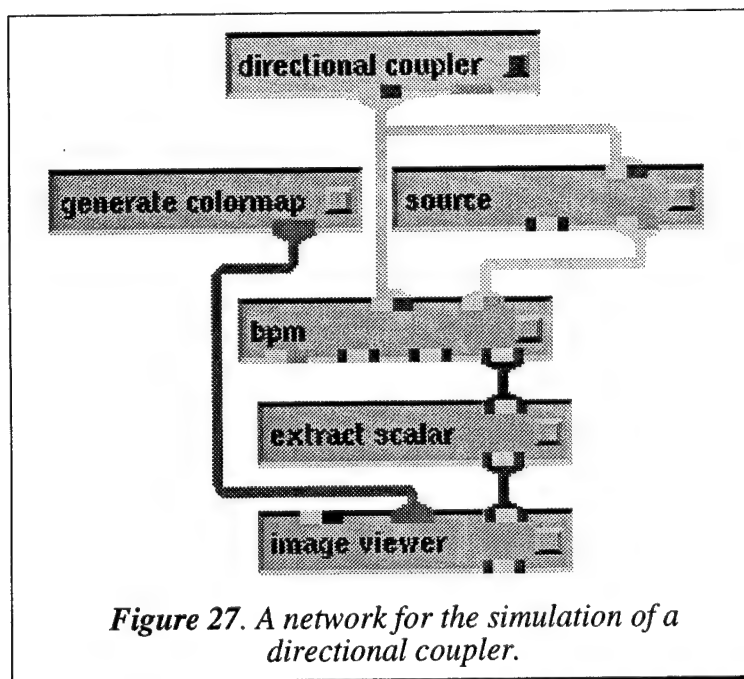 directional coupler
generate colormap
source
bpm
extract scalar
image viewer
Figure 27. A network for the simulation of a
directional coupler.